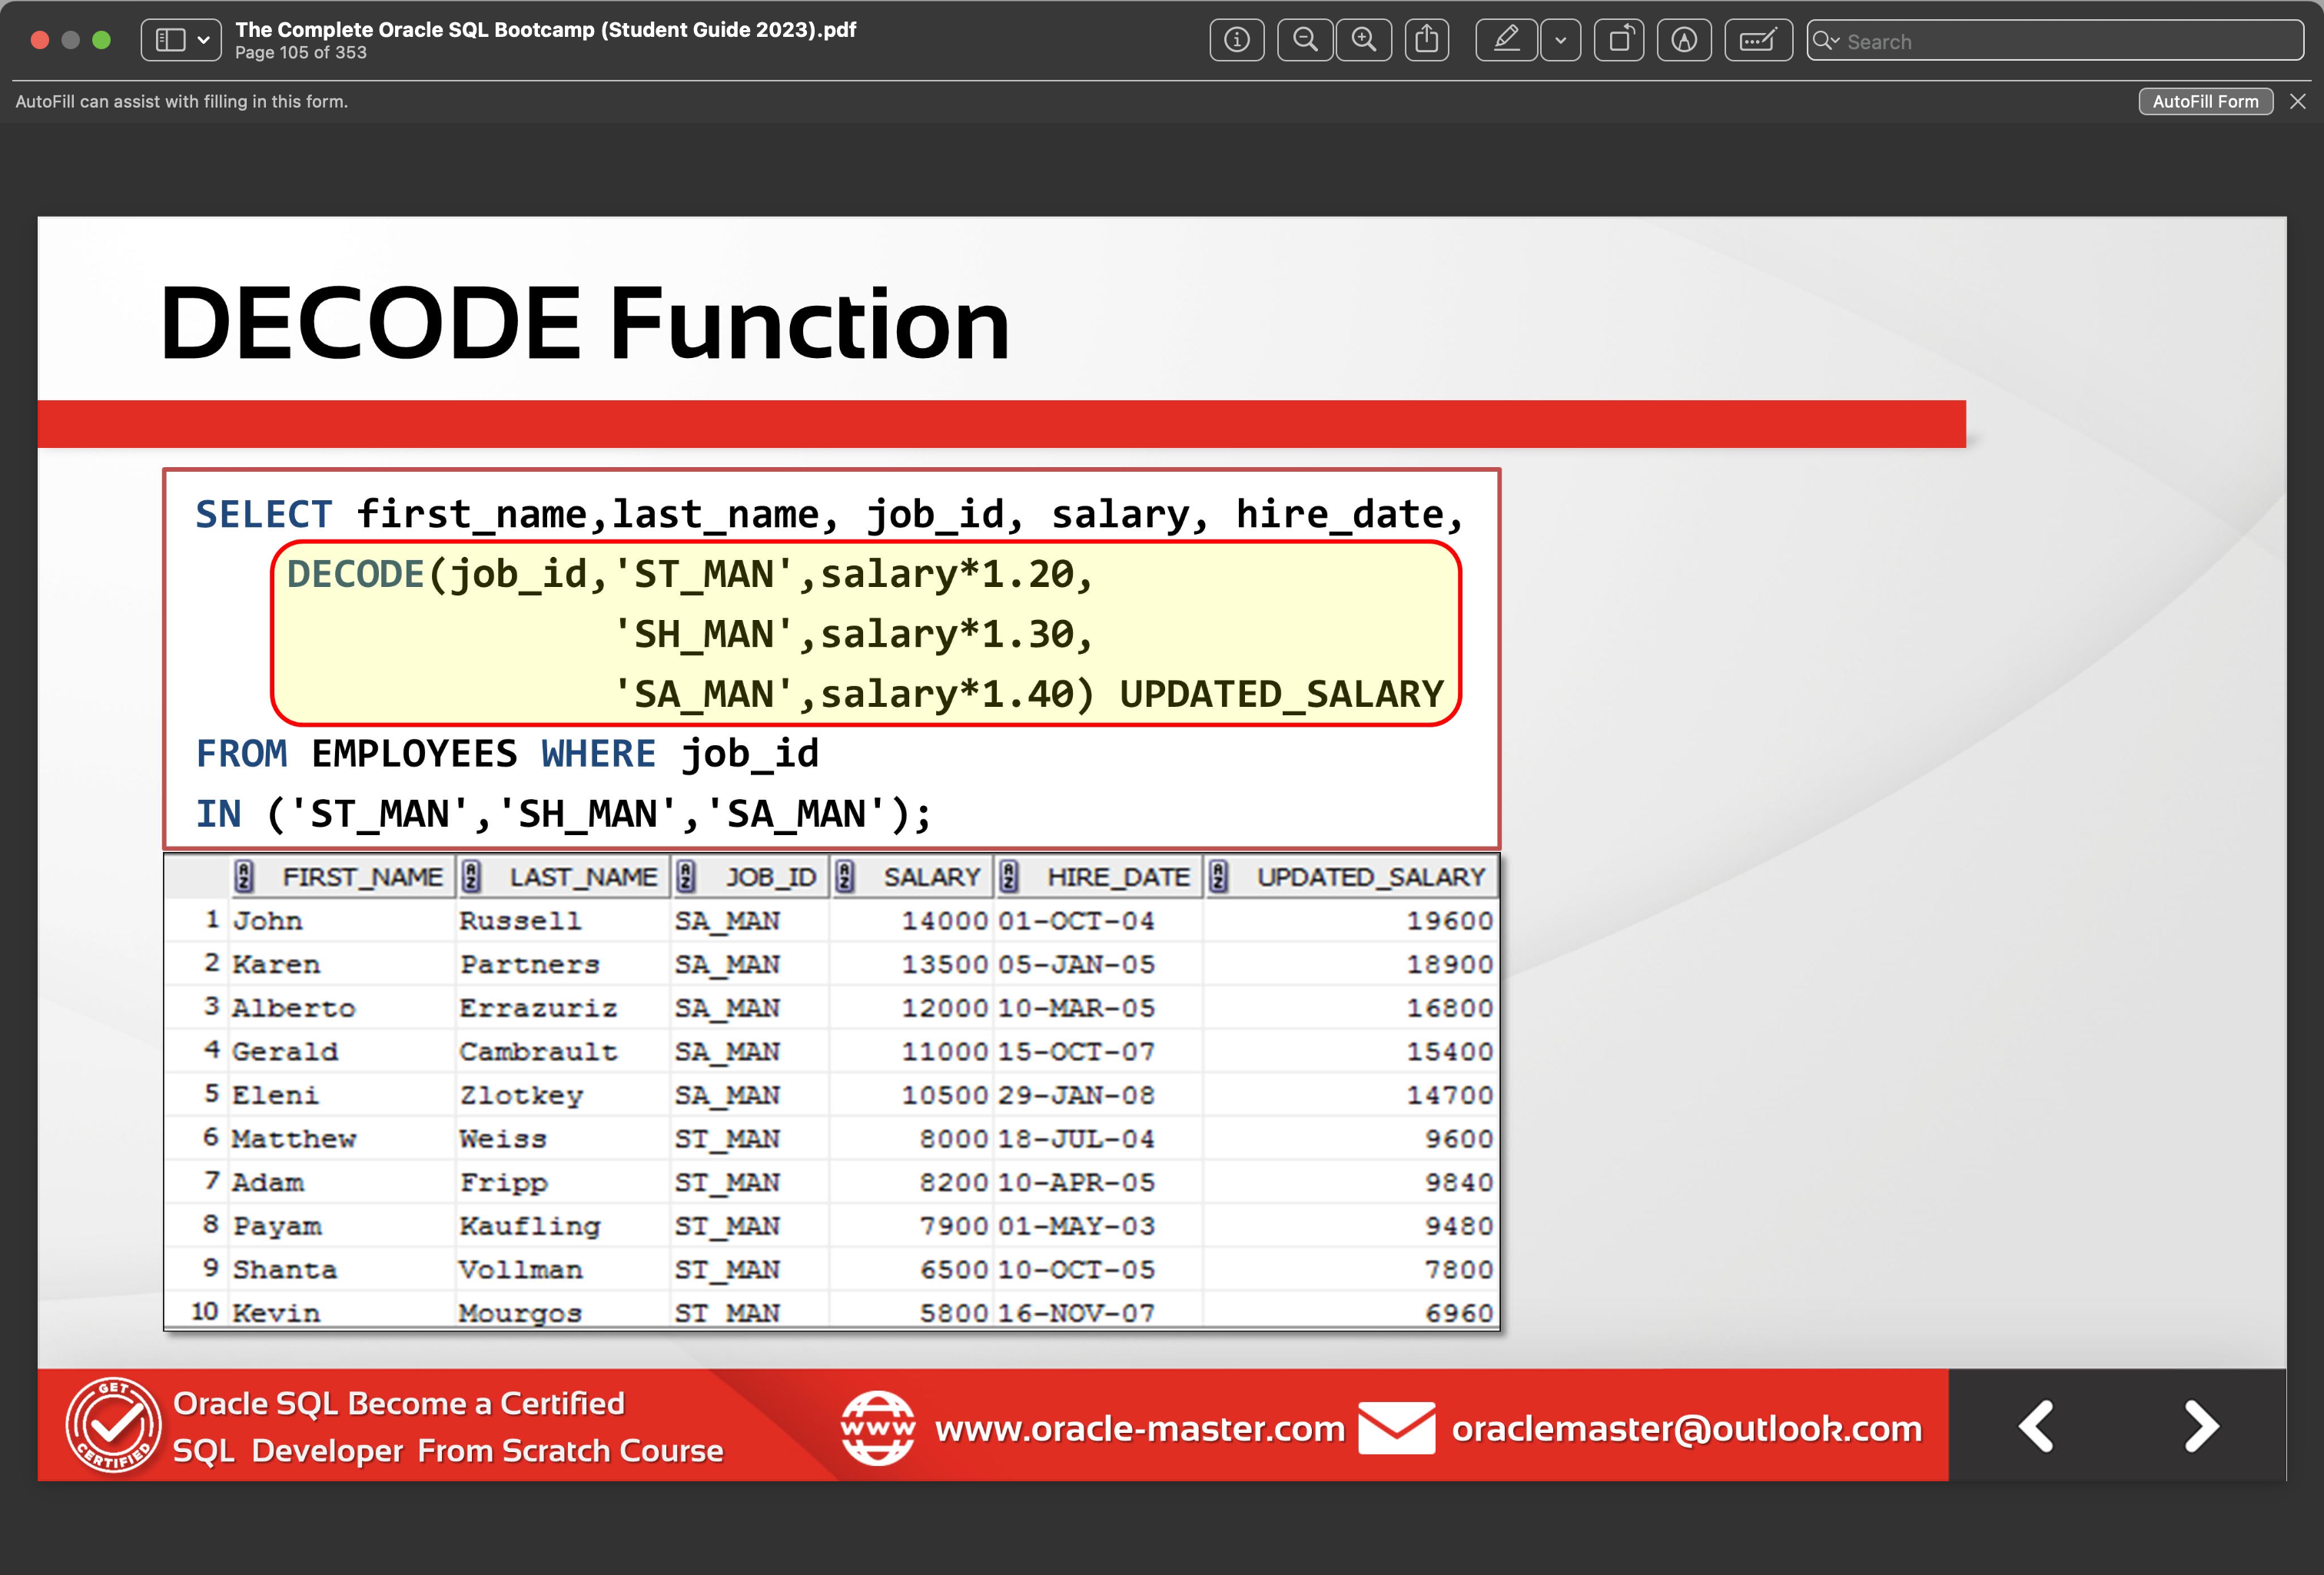 The Complete Oracle SQL Bootcamp (Student Guide 2023).pdf
Page 105 of 353
Search
AutoFill can assist with filling in this form.
AutoFill Form
DECODE Function
SELECT first_name,last_name, job_id, salary, hire_date,
DECODE(job_id,'ST_MAN',salary*1.20,
'SH_MAN',salary*1.30,
'SA_MAN',salary*1.40) UPDATED_SALARY
FROM EMPLOYEES WHERE job_id
IN ('ST_MAN','SH_MAN','SA_MAN');
FIRST_NAME LAST_NAME JOB_ID SALARY HIRE_DATE UPDATED_SALARY
1 John Russell SA_MAN 14000 01-OCT-04 19600
2 Karen Partners SA_MAN 13500 05-JAN-05 18900
3 Alberto Errazuriz SA_MAN 12000 10-MAR-05 16800
4 Gerald Cambrault SA_MAN 11000 15-OCT-07 15400
5 Eleni Zlotkey SA_MAN 10500 29-JAN-08 14700
6 Matthew Weiss ST_MAN 8000 18-JUL-04 9600
7 Adam Fripp ST_MAN 8200 10-APR-05 9840
8 Payam Kaufling ST_MAN 7900 01-MAY-03 9480
9 Shanta Vollman ST_MAN 6500 10-OCT-05 7800
10 Kevin Mourgos ST_MAN 5800 16-NOV-07 6960
GET CERTIFIED
Oracle SQL Become a Certified
SQL Developer From Scratch Course
www
www.oracle-master.com
oraclemaster@outlook.com